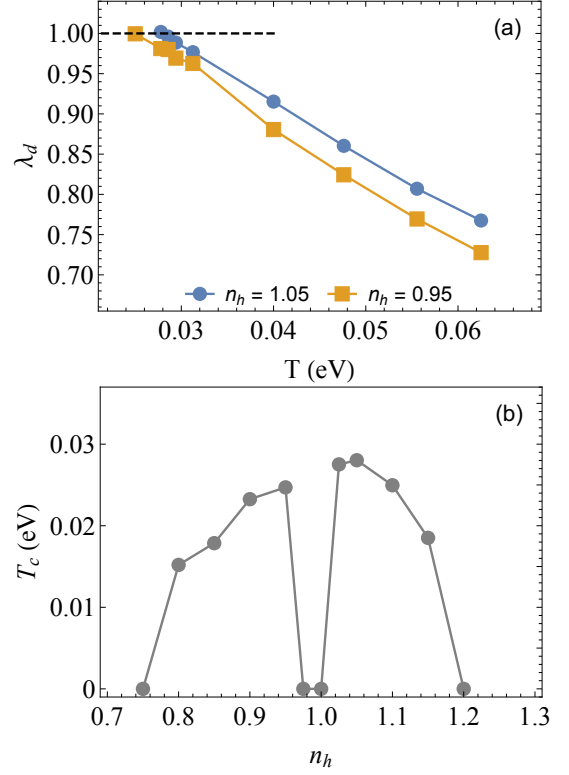 (a)
1.00
0.95
0.90
0.85
0.80
0.75
0.70
λd
n_h = 1.05 n_h = 0.95
0.03 0.04 0.05 0.06
T (eV)
(b)
0.03
0.02
0.01
0
T_c (eV)
0.7 0.8 0.9 1.0 1.1 1.2 1.3
n_h